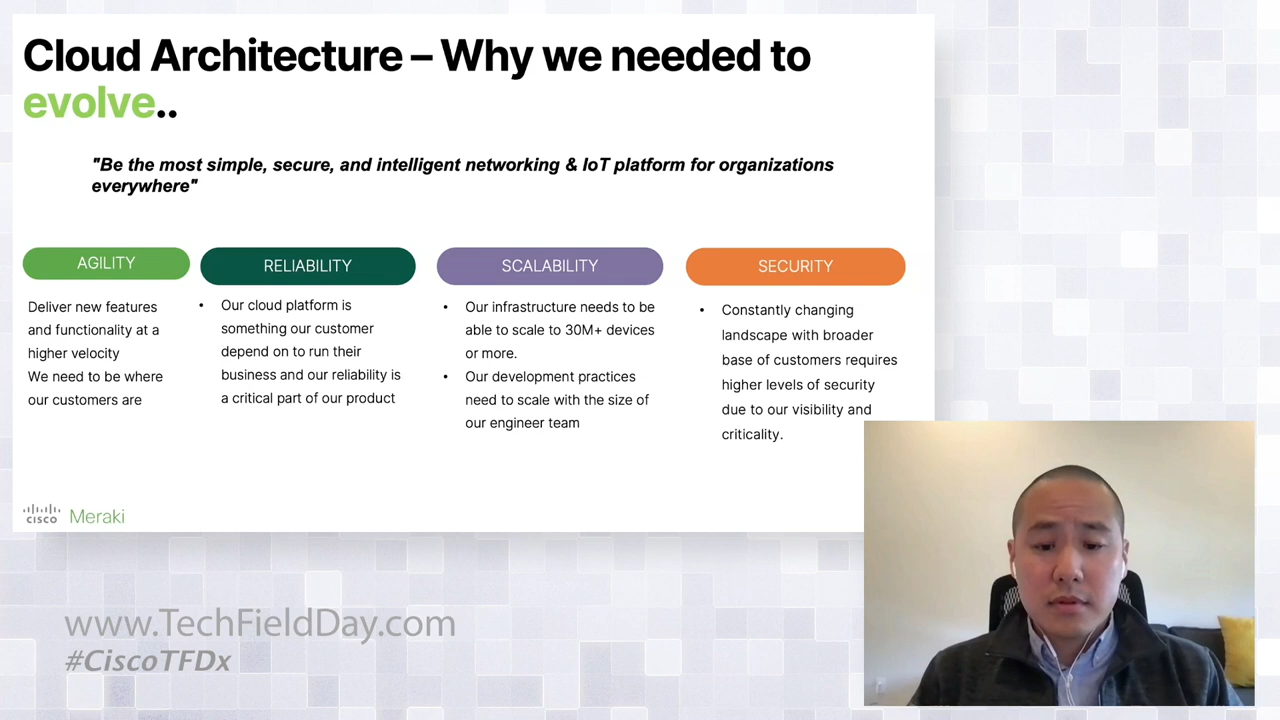 Cloud Architecture – Why we needed to
evolve..
"Be the most simple, secure, and intelligent networking & IoT platform for organizations
everywhere"
AGILITY
Deliver new features
and functionality at a
higher velocity
We need to be where
our customers are
RELIABILITY
• Our cloud platform is
something our customer
depend on to run their
business and our reliability is
a critical part of our product
SCALABILITY
• Our infrastructure needs to be
able to scale to 30M+ devices
or more.
• Our development practices
need to scale with the size of
our engineer team
SECURITY
• Constantly changing
landscape with broader
base of customers requires
higher levels of security
due to our visibility and
criticality.
cisco Meraki
www.TechFieldDay.com
#CiscoTFDx